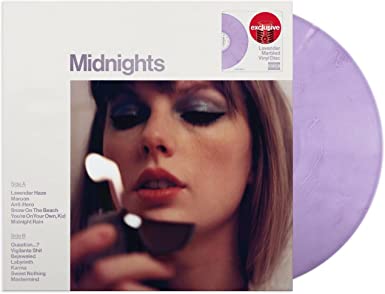 Midnights
exclusive
Lavender
Marbled
Vinyl Disc
Side A
Lavender Haze
Maroon
Anti-Hero
Snow On The Beach
You're On Your Own, Kid
Midnight Rain
Side B
Question...?
Vigilante Shit
Bejeweled
Labyrinth
Karma
Sweet Nothing
Mastermind